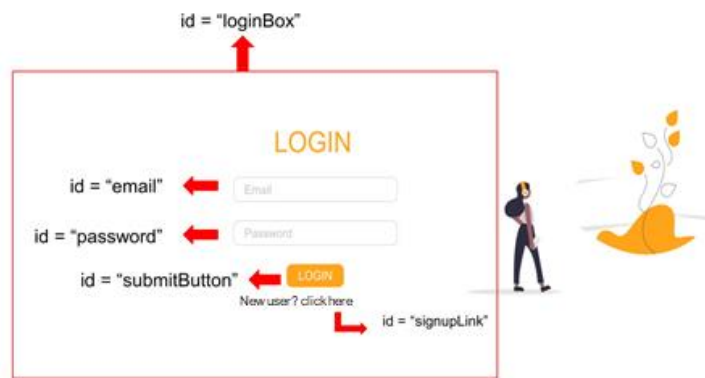 id = “loginBox”
LOGIN
id = “email”
Email
id = “password”
Password
id = “submitButton”
LOGIN
New user? click here
id = “signupLink”